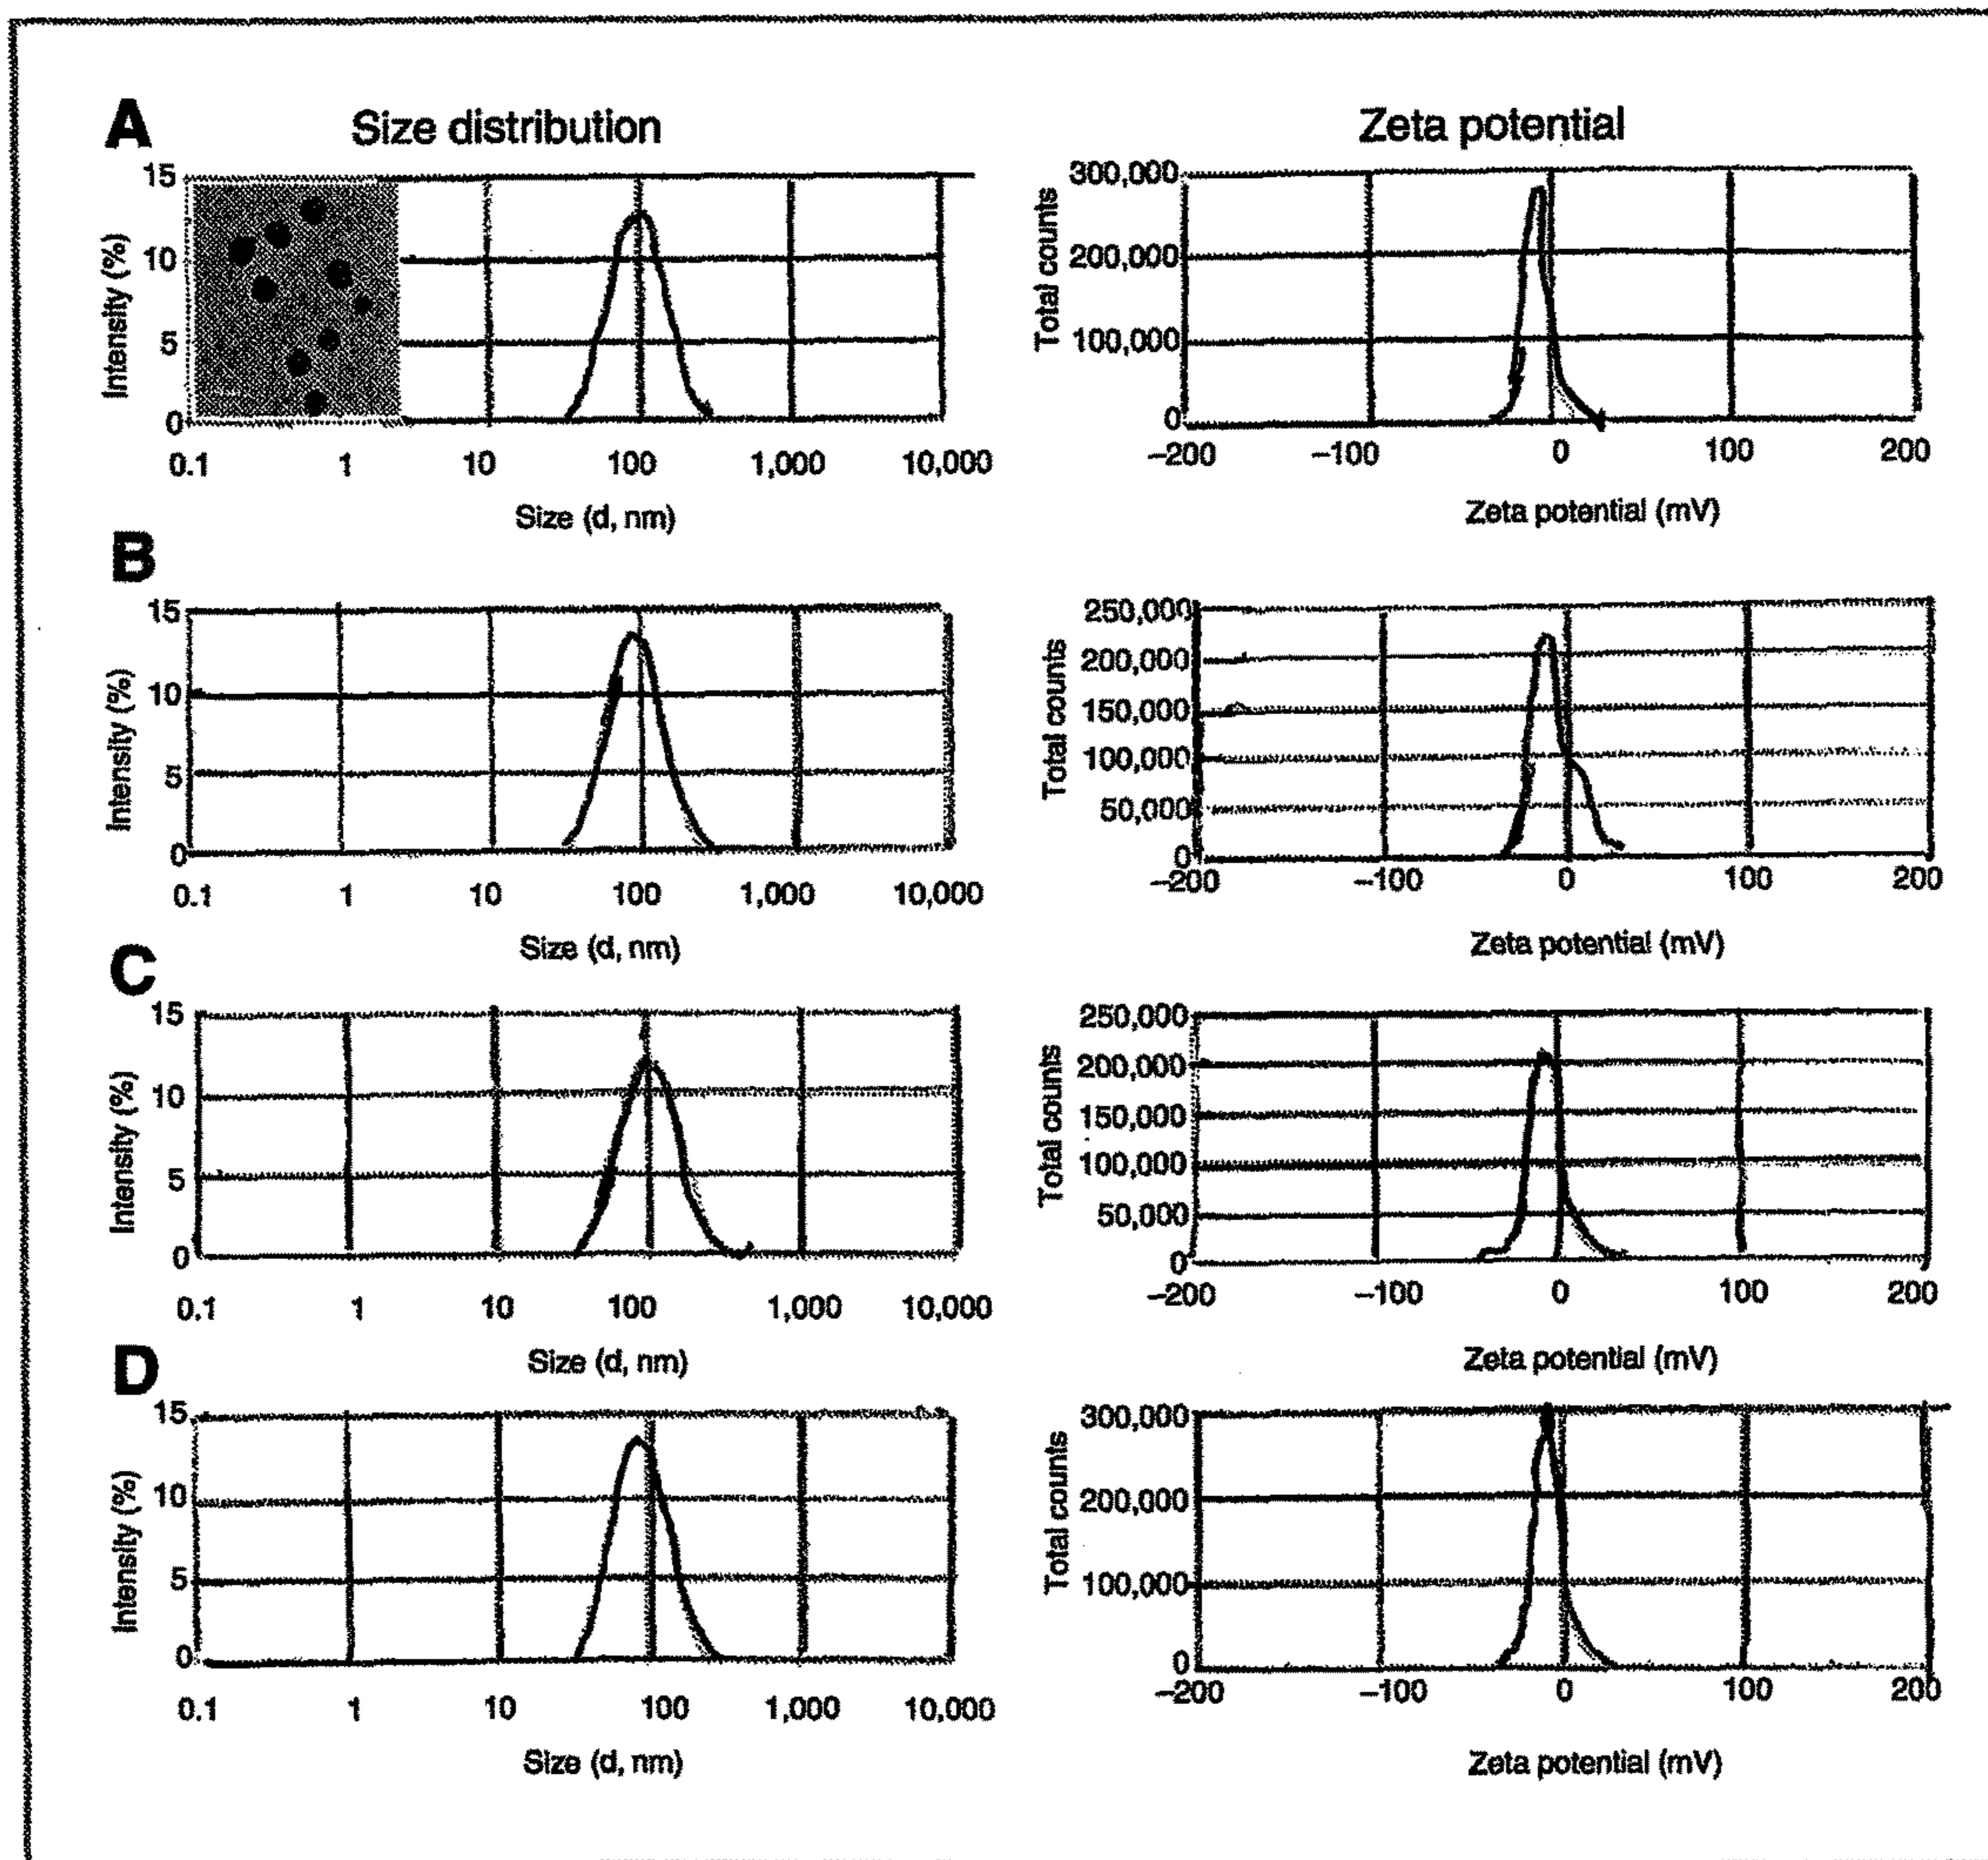 A
Size distribution
Zeta potential
15
10
5
0
Intensity (%)
0.1 1 10 100 1,000 10,000
Size (d, nm)
300,000
200,000
100,000
0
Total counts
−200 −100 0 100 200
Zeta potential (mV)
B
15
10
5
0
Intensity (%)
0.1 1 10 100 1,000 10,000
Size (d, nm)
250,000
200,000
150,000
100,000
50,000
0
Total counts
−200 −100 0 100 200
Zeta potential (mV)
C
15
10
5
0
Intensity (%)
0.1 1 10 100 1,000 10,000
Size (d, nm)
250,000
200,000
150,000
100,000
50,000
0
Total counts
−200 −100 0 100 200
Zeta potential (mV)
D
15
10
5
0
Intensity (%)
0.1 1 10 100 1,000 10,000
Size (d, nm)
300,000
200,000
100,000
0
Total counts
−200 −100 0 100 200
Zeta potential (mV)